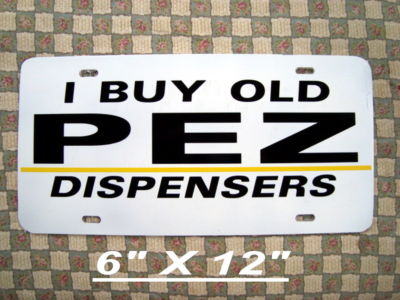 I BUY OLD
PEZ
DISPENSERS
6" X 12"